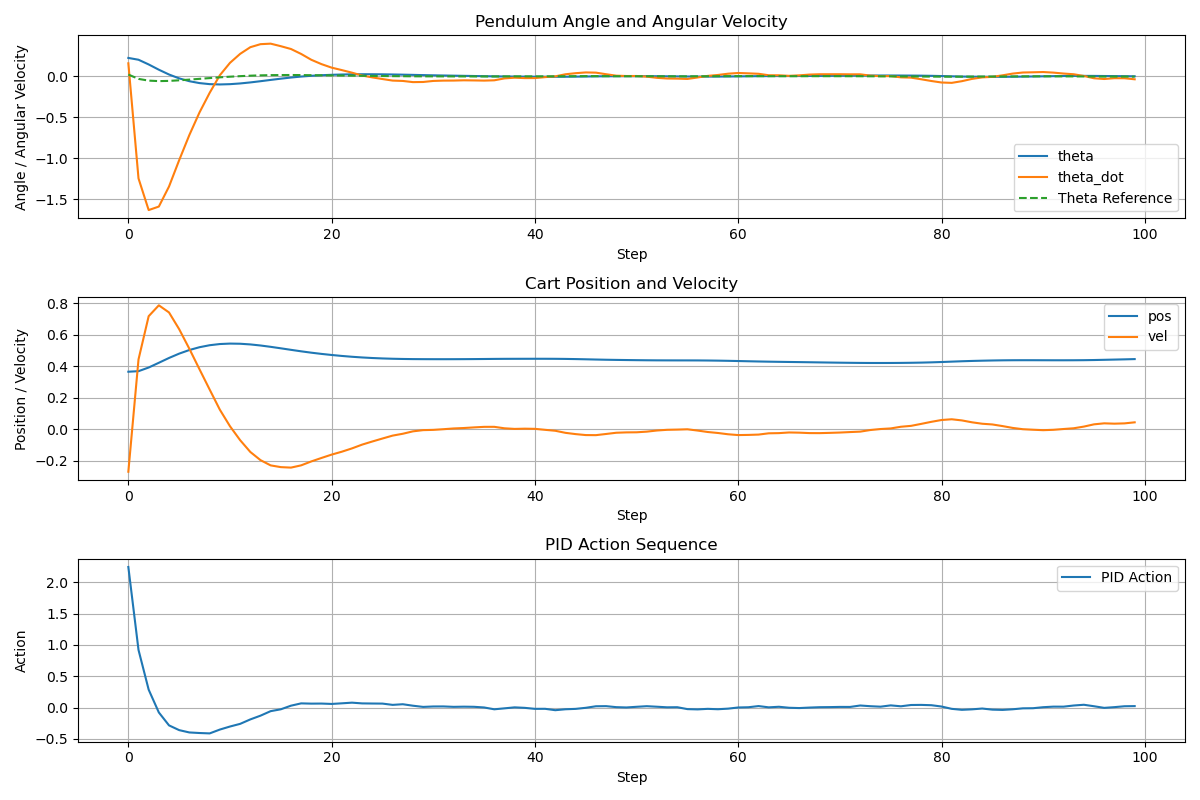 Pendulum Angle and Angular Velocity
Angle / Angular Velocity
0.0
−0.5
−1.0
−1.5
theta
theta_dot
Theta Reference
0 20 40 60 80 100
Step
Cart Position and Velocity
Position / Velocity
0.8
0.6
0.4
0.2
0.0
−0.2
pos
vel
0 20 40 60 80 100
Step
PID Action Sequence
Action
2.0
1.5
1.0
0.5
0.0
−0.5
PID Action
0 20 40 60 80 100
Step